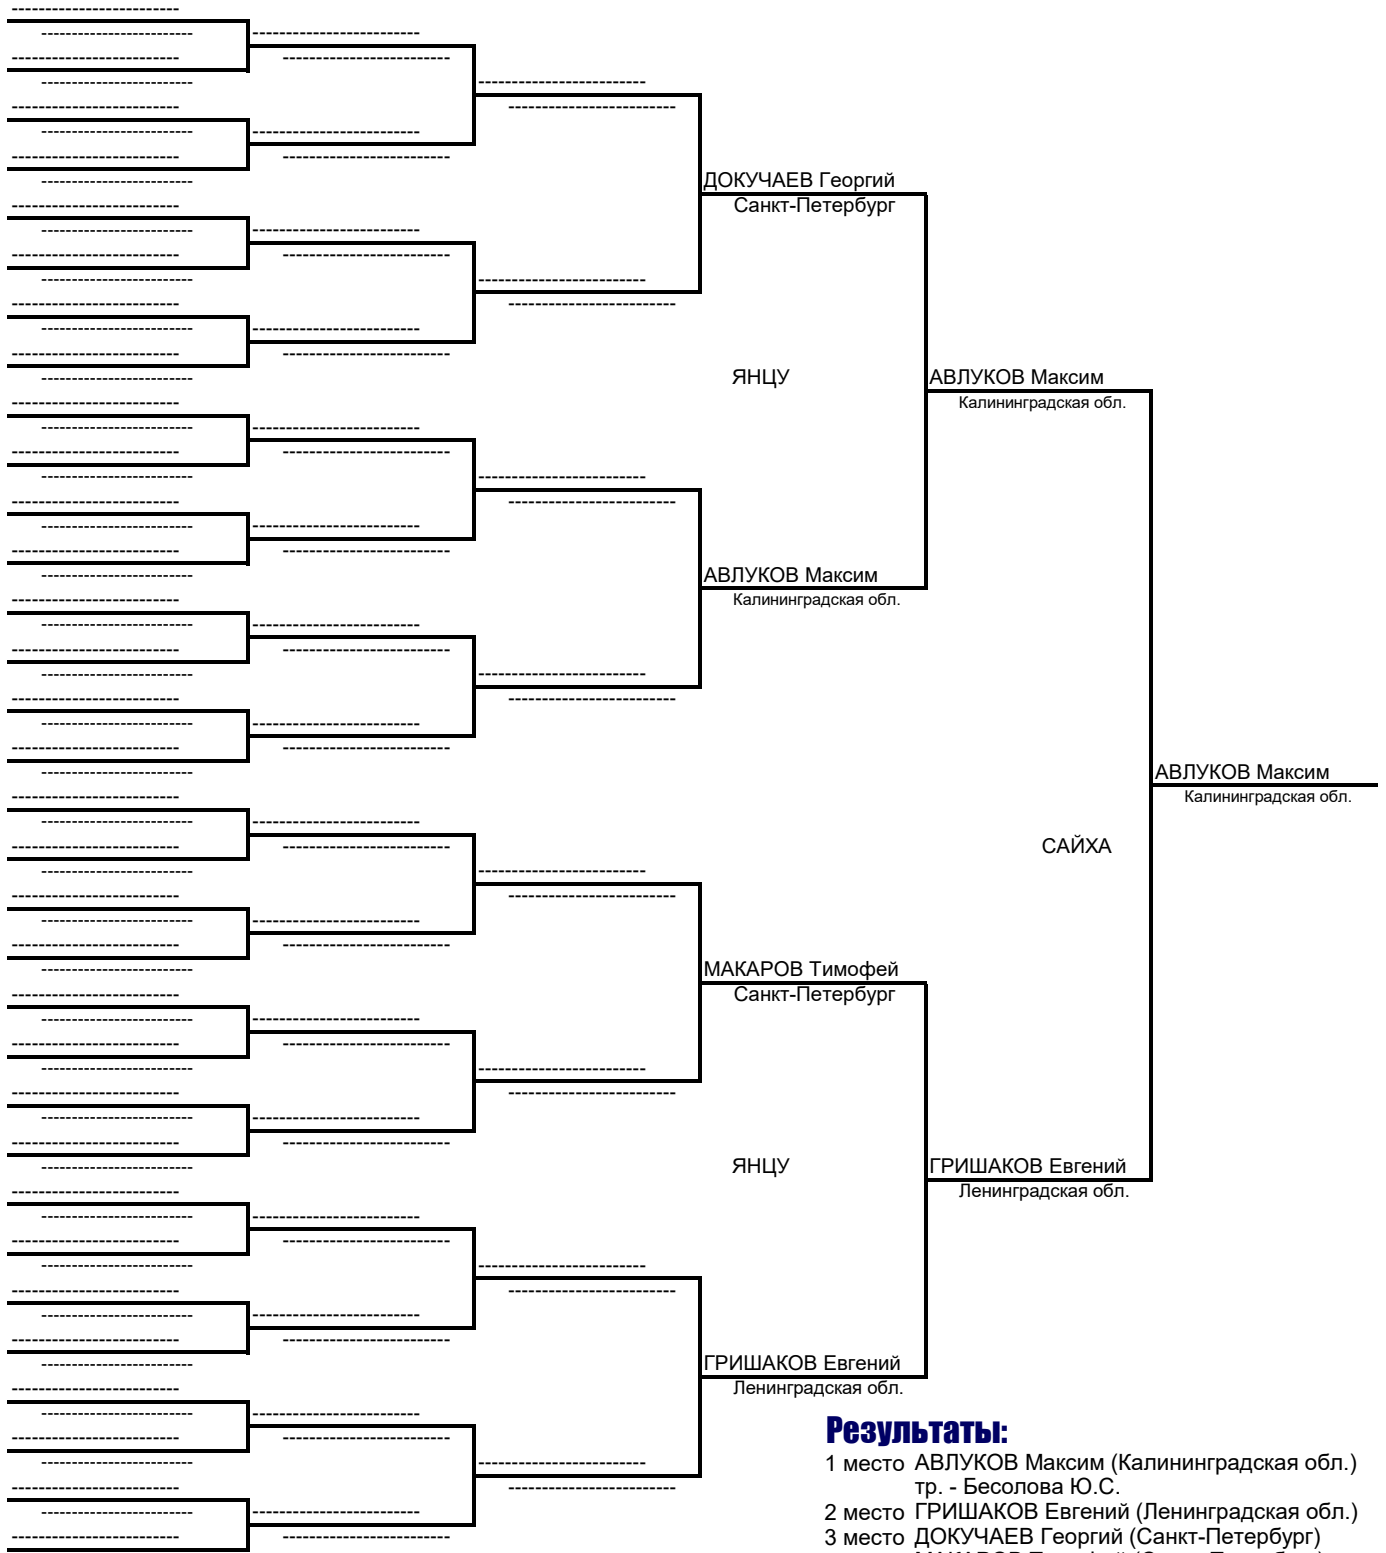 ДОКУЧАЕВ Георгий
Санкт-Петербург
ЯНЦУ
АВЛУКОВ Максим
Калининградская обл.
АВЛУКОВ Максим
Калининградская обл.
АВЛУКОВ Максим
Калининградская обл.
САЙХА
МАКАРОВ Тимофей
Санкт-Петербург
ЯНЦУ
ГРИШАКОВ Евгений
Ленинградская обл.
ГРИШАКОВ Евгений
Ленинградская обл.
Результаты:
1 место АВЛУКОВ Максим (Калининградская обл.)
тр. - Бесолова Ю.С.
2 место ГРИШАКОВ Евгений (Ленинградская обл.)
3 место ДОКУЧАЕВ Георгий (Санкт-Петербург)